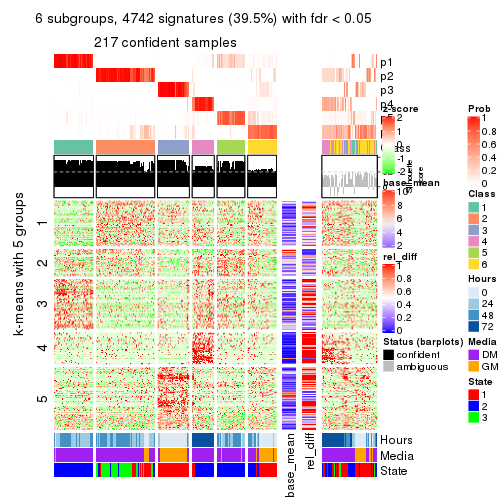 6 subgroups, 4742 signatures (39.5%) with fdr < 0.05
217 confident samples
p1
p2
p3
p4
z-score
2
1
0
-1
-2
Prob
1
0.8
0.6
0.4
0.2
0
Silhouette score
base_mean
10
8
6
4
2
Class
1
2
3
4
5
6
rel_diff
1
0.8
0.6
0.4
0.2
0
Hours
0
24
48
72
Status (barplots)
confident
ambiguous
Media
DM
GM
State
1
2
3
k-means with 5 groups
1
2
3
4
5
Hours
Media
State
base_mean
rel_diff